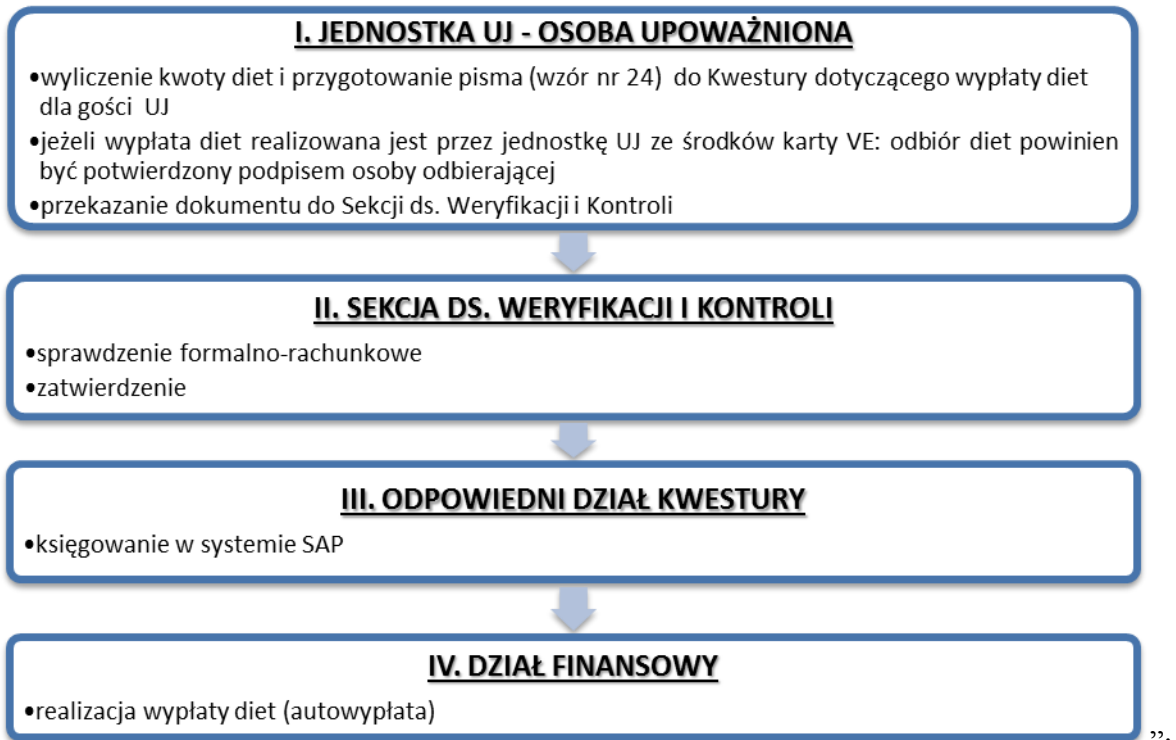 I. JEDNOSTKA UJ - OSOBA UPOWAŻNIONA
•wyliczenie kwoty diet i przygotowanie pisma (wzór nr 24) do Kwestury dotyczącego wypłaty diet
dla gości UJ
•jeżeli wypłata diet realizowana jest przez jednostkę UJ ze środków karty VE: odbiór diet powinien
być potwierdzony podpisem osoby odbierającej
•przekazanie dokumentu do Sekcji ds. Weryfikacji i Kontroli
II. SEKCJA DS. WERYFIKACJI I KONTROLI
•sprawdzenie formalno-rachunkowe
•zatwierdzenie
III. ODPOWIEDNI DZIAŁ KWESTURY
•księgowanie w systemie SAP
IV. DZIAŁ FINANSOWY
•realizacja wypłaty diet (autowypłata)
”.